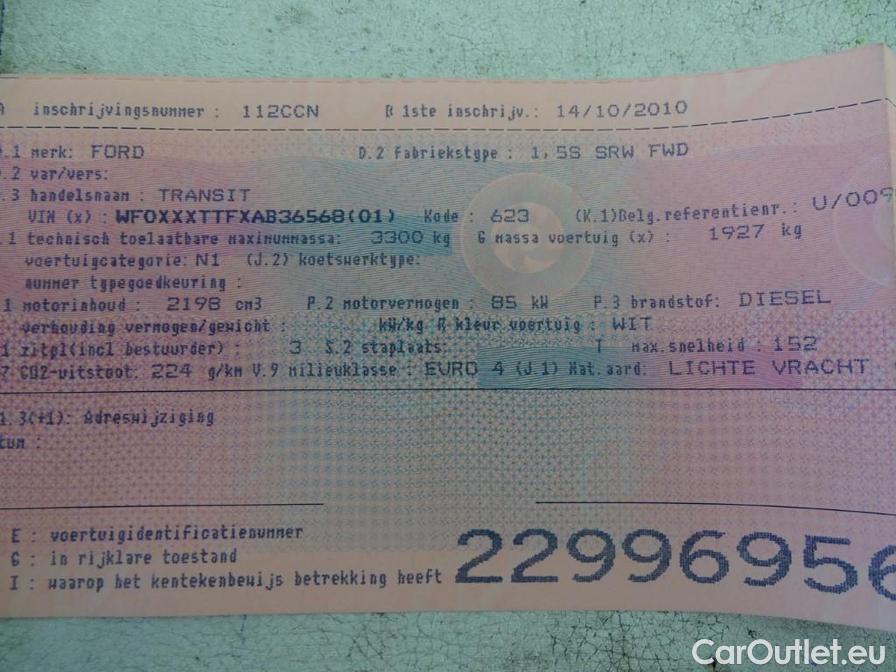 A inschrijvingsnummer : 112CCN B 1ste inschrijv.: 14/10/2010
.1 merk: FORD D.2 fabriekstype : 1,5S SRW FWD
.2 var/vers:
.3 handelsnaam : TRANSIT
VIN (x) : WF0XXXTTFXAB36568(01) Kode : 623 (K.1)Belg.referentienr.: U/009
.1 technisch toelaatbare maximummassa: 3300 kg G massa voertuig (x) : 1927 kg
voertuigcategorie: N1 (J.2) koetswerktype:
nummer typegoedkeuring :
1 motorinhoud : 2198 cm3 P.2 motorvermogen : 85 kW P.3 brandstof: DIESEL
verhouding vermogen/gewicht : kW/kg R kleur voertuig : WIT
1 zitpl(incl bestuurder) : 3 S.2 staplaats: T max.snelheid : 152
7 CO2-uitstoot: 224 g/km V.9 milieuklasse : EURO 4 (J.1) Nat.aard: LICHTE VRACHT
1.3(+1): Adreswijziging
tum :
E : voertuigidentificatienummer
G : in rijklare toestand
I : waarop het kentekenbewijs betrekking heeft
22996956
CarOutlet.eu